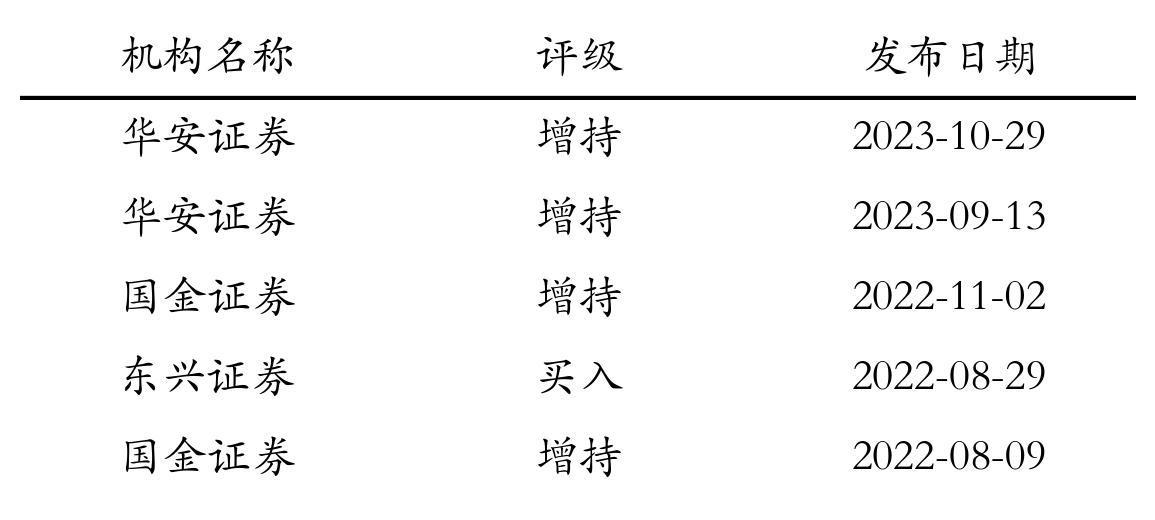 机构名称 评级 发布日期
华安证券 增持 2023-10-29
华安证券 增持 2023-09-13
国金证券 增持 2022-11-02
东兴证券 买入 2022-08-29
国金证券 增持 2022-08-09